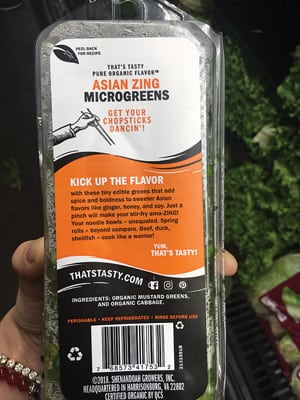 PEEL BACK
FOR RECIPE
THAT'S TASTY
PURE ORGANIC FLAVOR™
ASIAN ZING
MICROGREENS
GET YOUR
CHOPSTICKS
DANCIN'!
KICK UP THE FLAVOR
with these tiny edible greens that add
spice and boldness to sweeter Asian
flavors like ginger, honey, and soy. Just a
pinch will make your stir-fry ama-ZING!
Your noodle bowls – unequaled. Spring
rolls – beyond compare. Beef, duck,
shellfish – cook like a warrior!
YUM,
THAT'S TASTY!
THATSTASTY.COM
INGREDIENTS: ORGANIC MUSTARD GREENS,
AND ORGANIC CABBAGE.
PERISHABLE • KEEP REFRIGERATED • RINSE BEFORE USE
©2018. SHENANDOAH GROWERS, INC.
HEADQUARTERED IN HARRISONBURG, VA 22802
CERTIFIED ORGANIC BY QCS